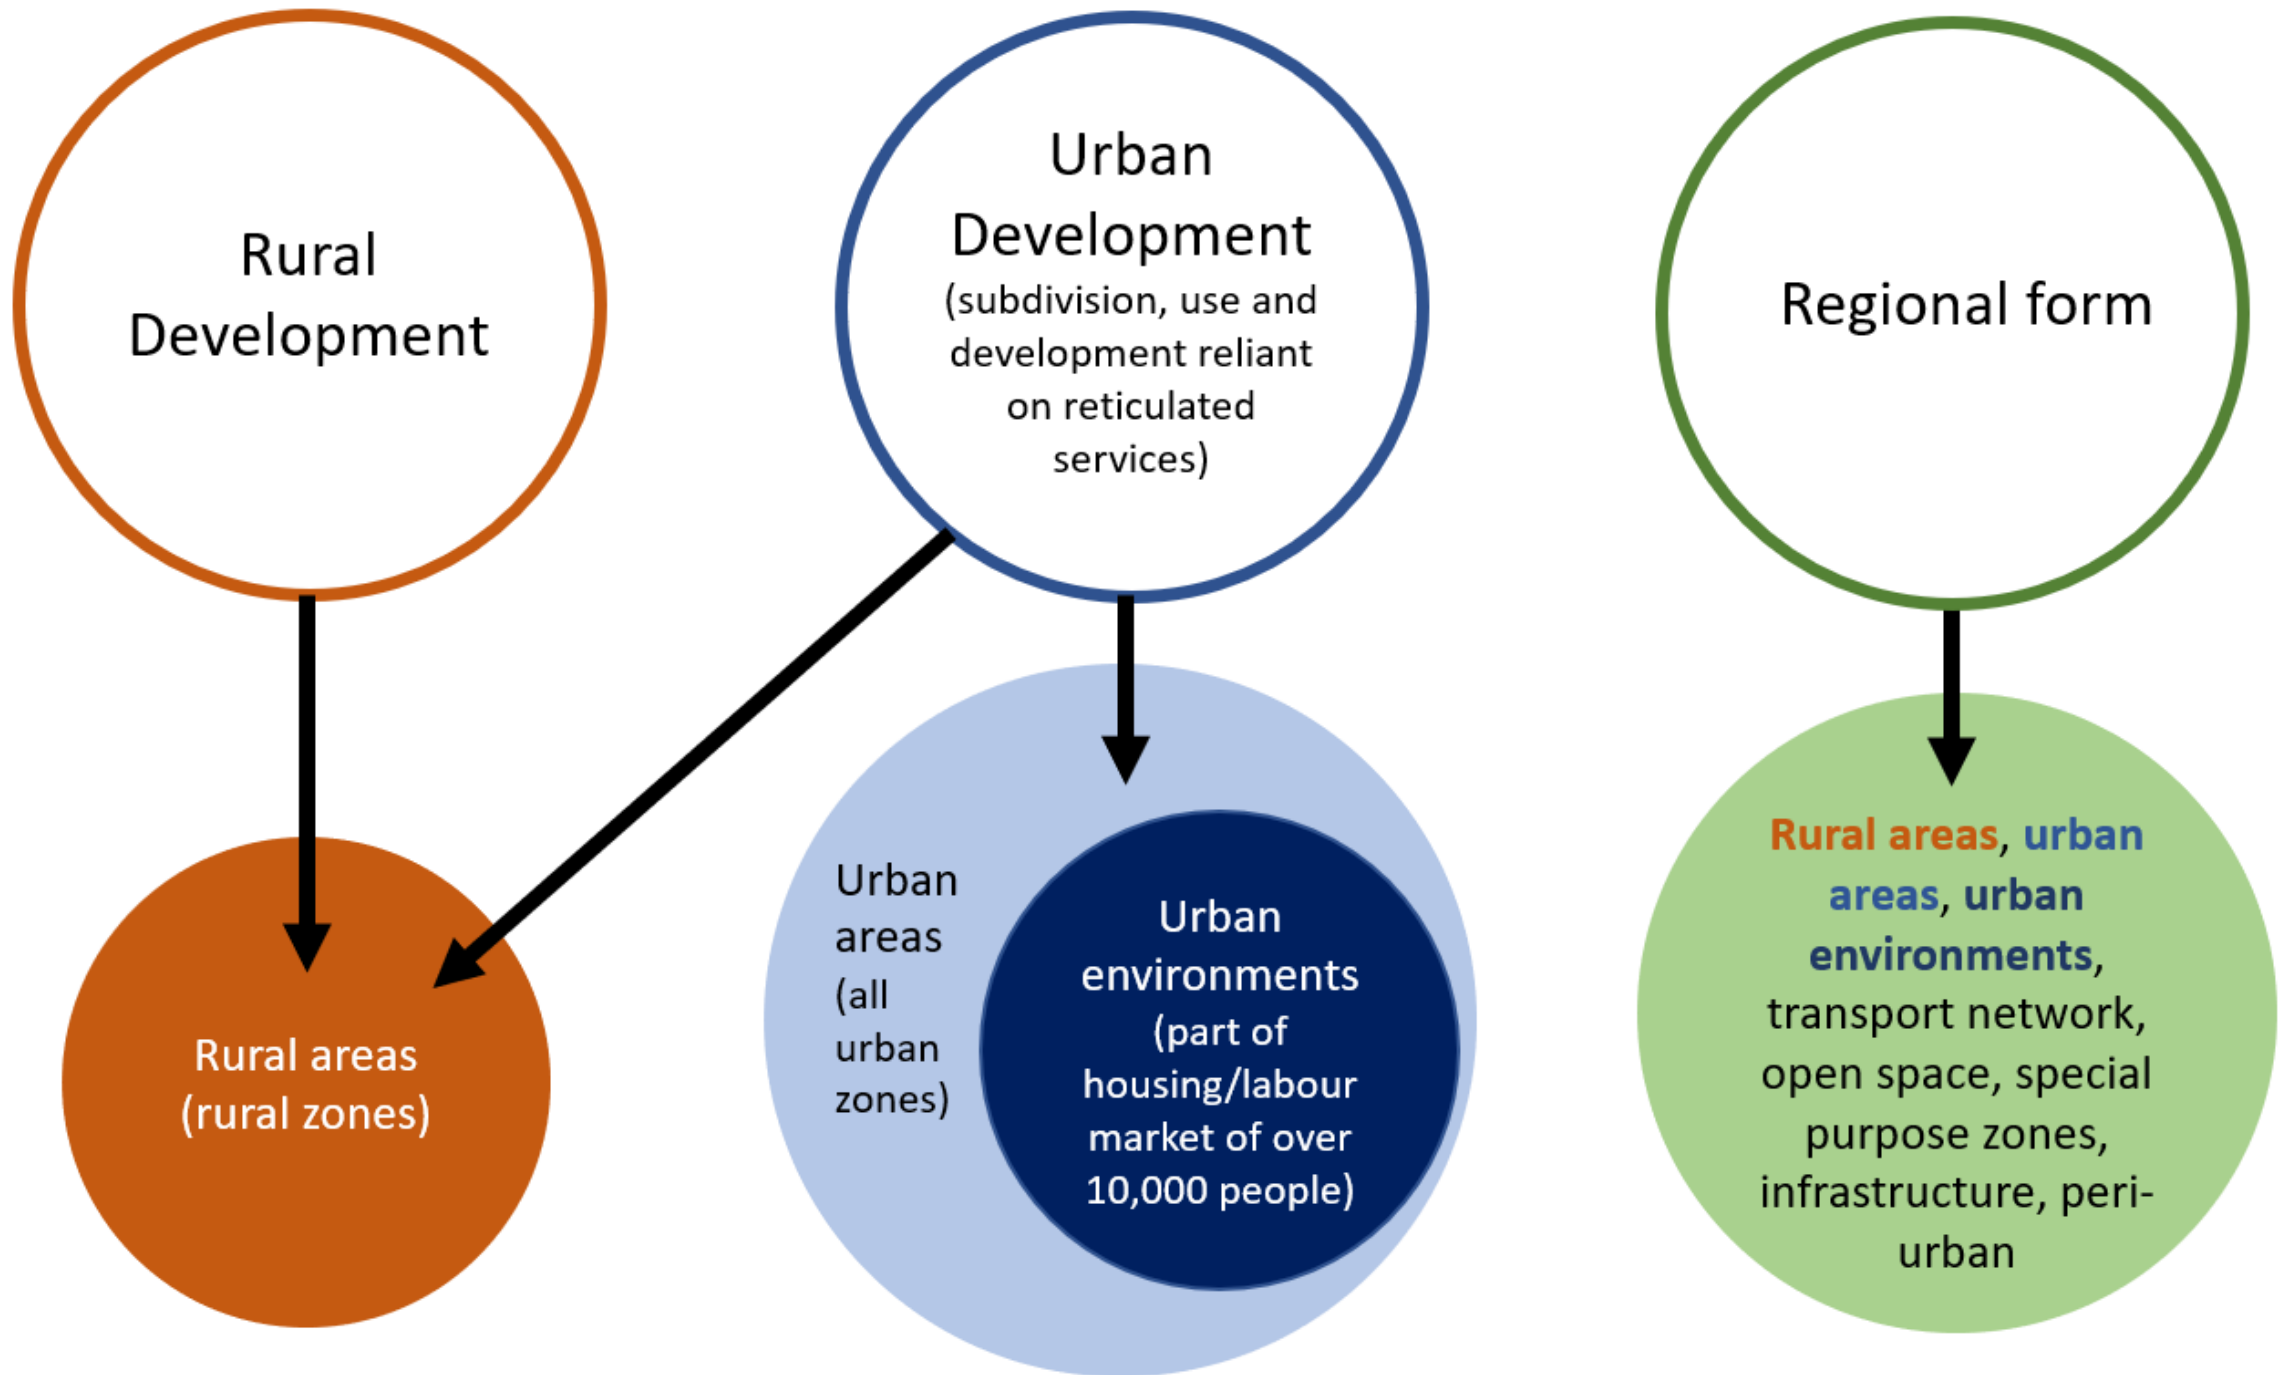 Rural
Development
Urban
Development
(subdivision, use and
development reliant
on reticulated
services)
Regional form
Rural areas
(rural zones)
Urban
areas
(all
urban
zones)
Urban
environments
(part of
housing/labour
market of over
10,000 people)
Rural areas, urban
areas, urban
environments,
transport network,
open space, special
purpose zones,
infrastructure, peri-
urban